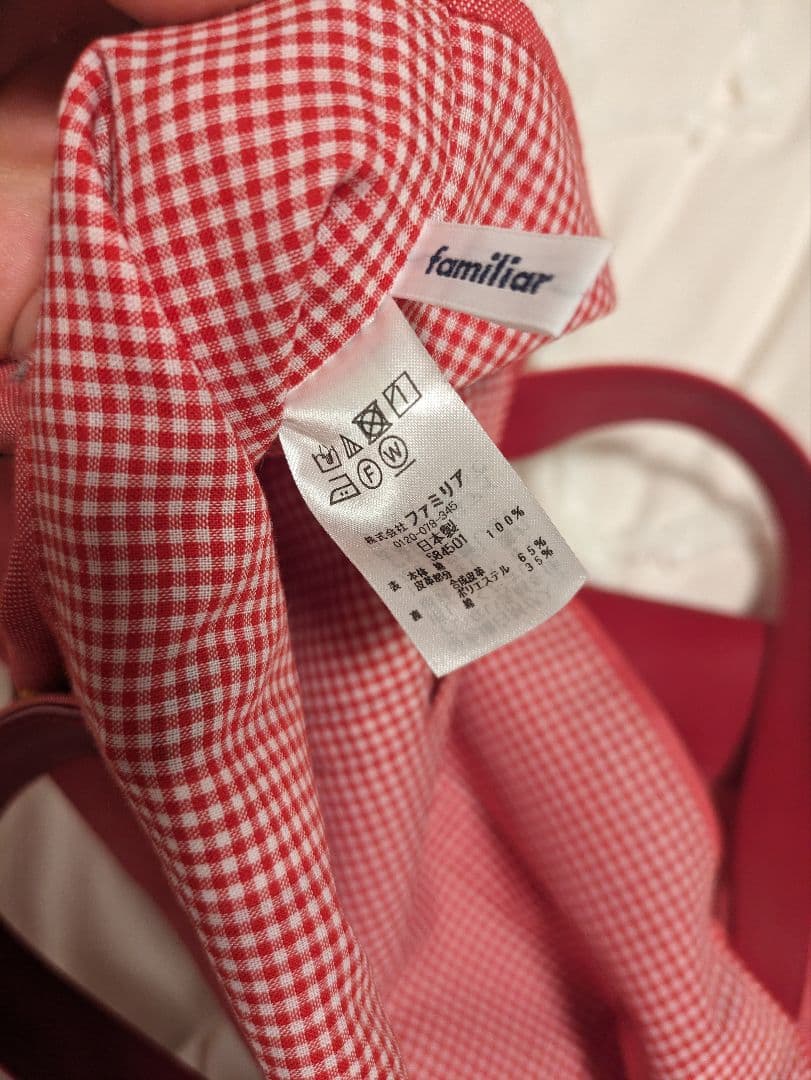 familiar
F W
株式会社 ファミリア
0120-078-345
日本製
584501
表 本体 綿 100%
皮革部分 合成皮革
裏 ポリエステル 65%
綿 35%